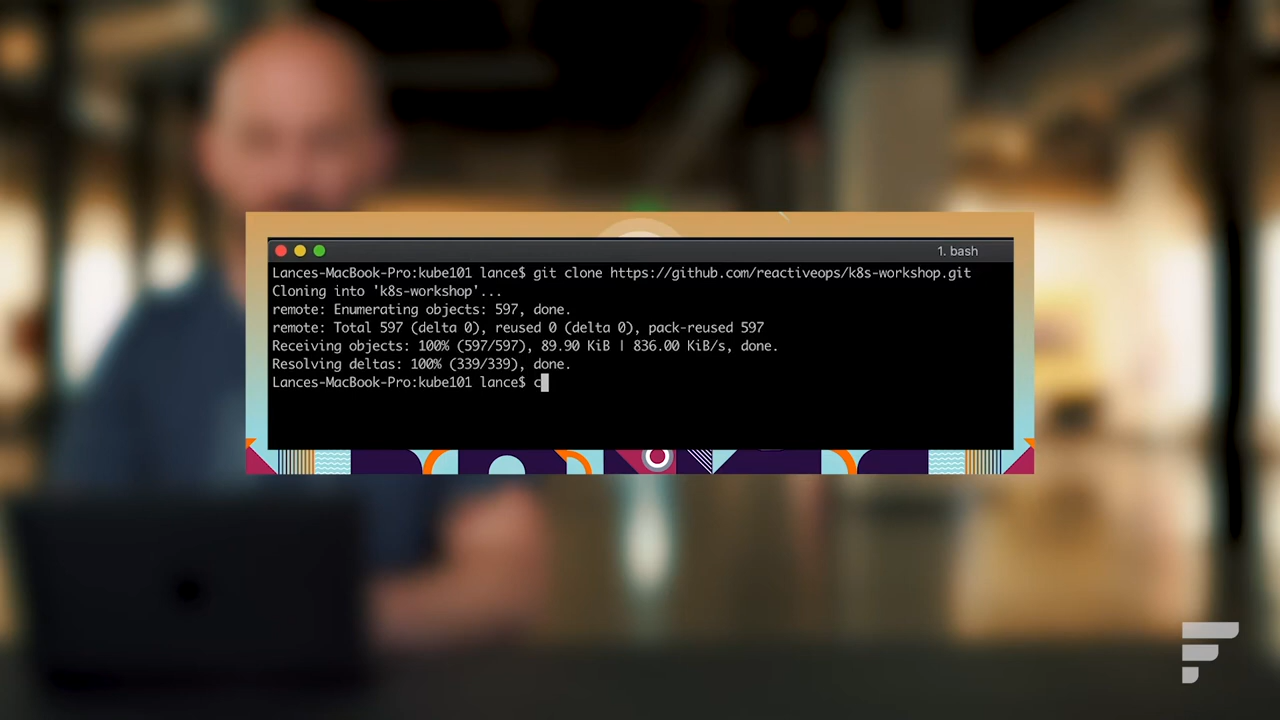 1. bash
Lances-MacBook-Pro:kube101 lance$ git clone https://github.com/reactiveops/k8s-workshop.git
Cloning into 'k8s-workshop'...
remote: Enumerating objects: 597, done.
remote: Total 597 (delta 0), reused 0 (delta 0), pack-reused 597
Receiving objects: 100% (597/597), 89.90 KiB | 836.00 KiB/s, done.
Resolving deltas: 100% (339/339), done.
Lances-MacBook-Pro:kube101 lance$ c